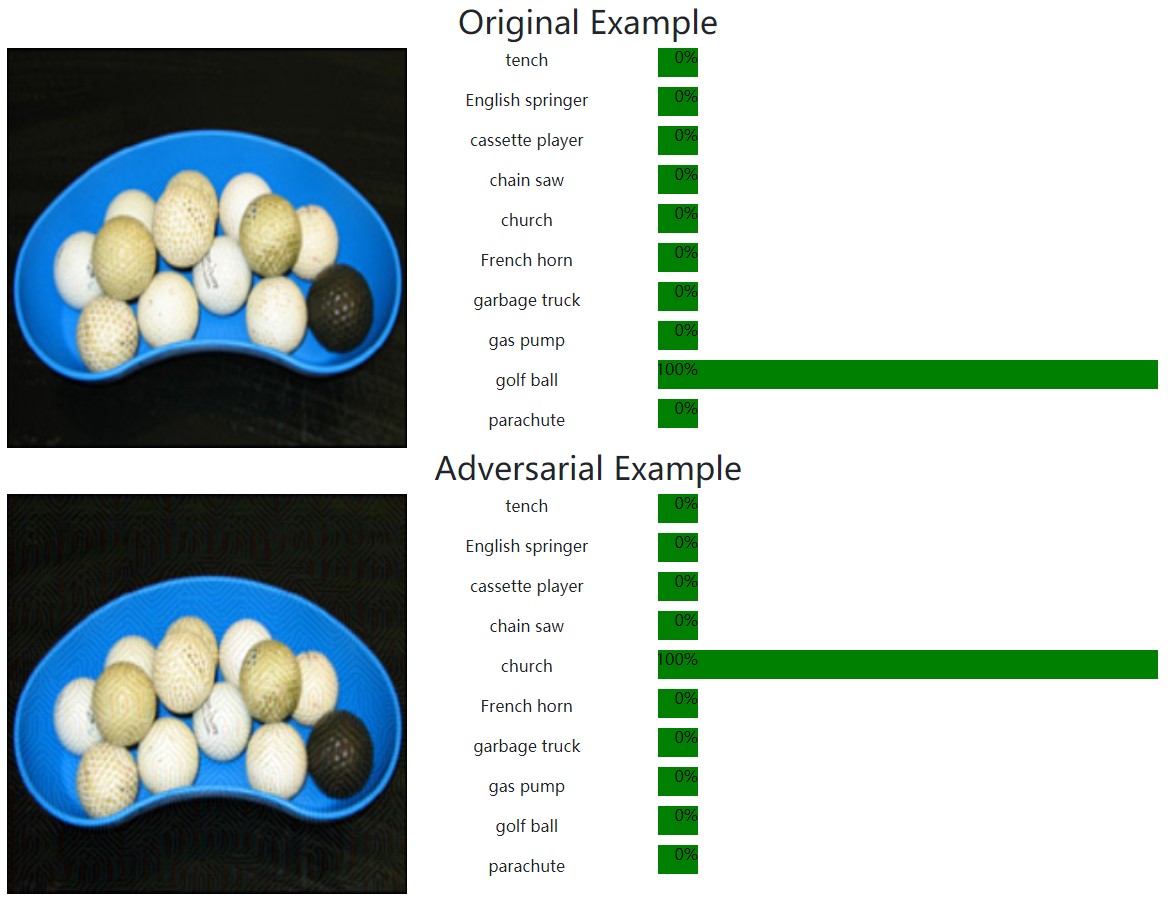 Original Example
tench 0%
English springer 0%
cassette player 0%
chain saw 0%
church 0%
French horn 0%
garbage truck 0%
gas pump 0%
golf ball 100%
parachute 0%
Adversarial Example
tench 0%
English springer 0%
cassette player 0%
chain saw 0%
church 100%
French horn 0%
garbage truck 0%
gas pump 0%
golf ball 0%
parachute 0%